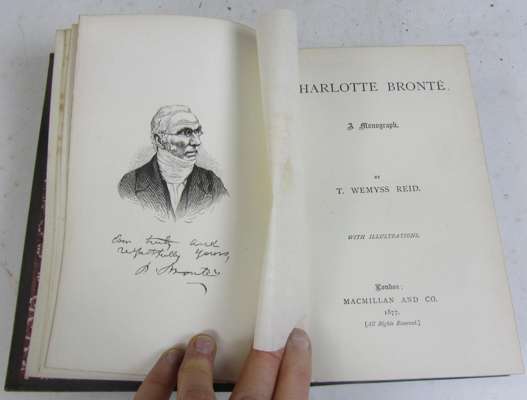 truly and
respectfully Yours,
HARLOTTE BRONTË.
A Monograph.
BY
T. WEMYSS REID.
WITH ILLUSTRATIONS.
London:
MACMILLAN AND CO.
1877.
[All Rights Reserved.]